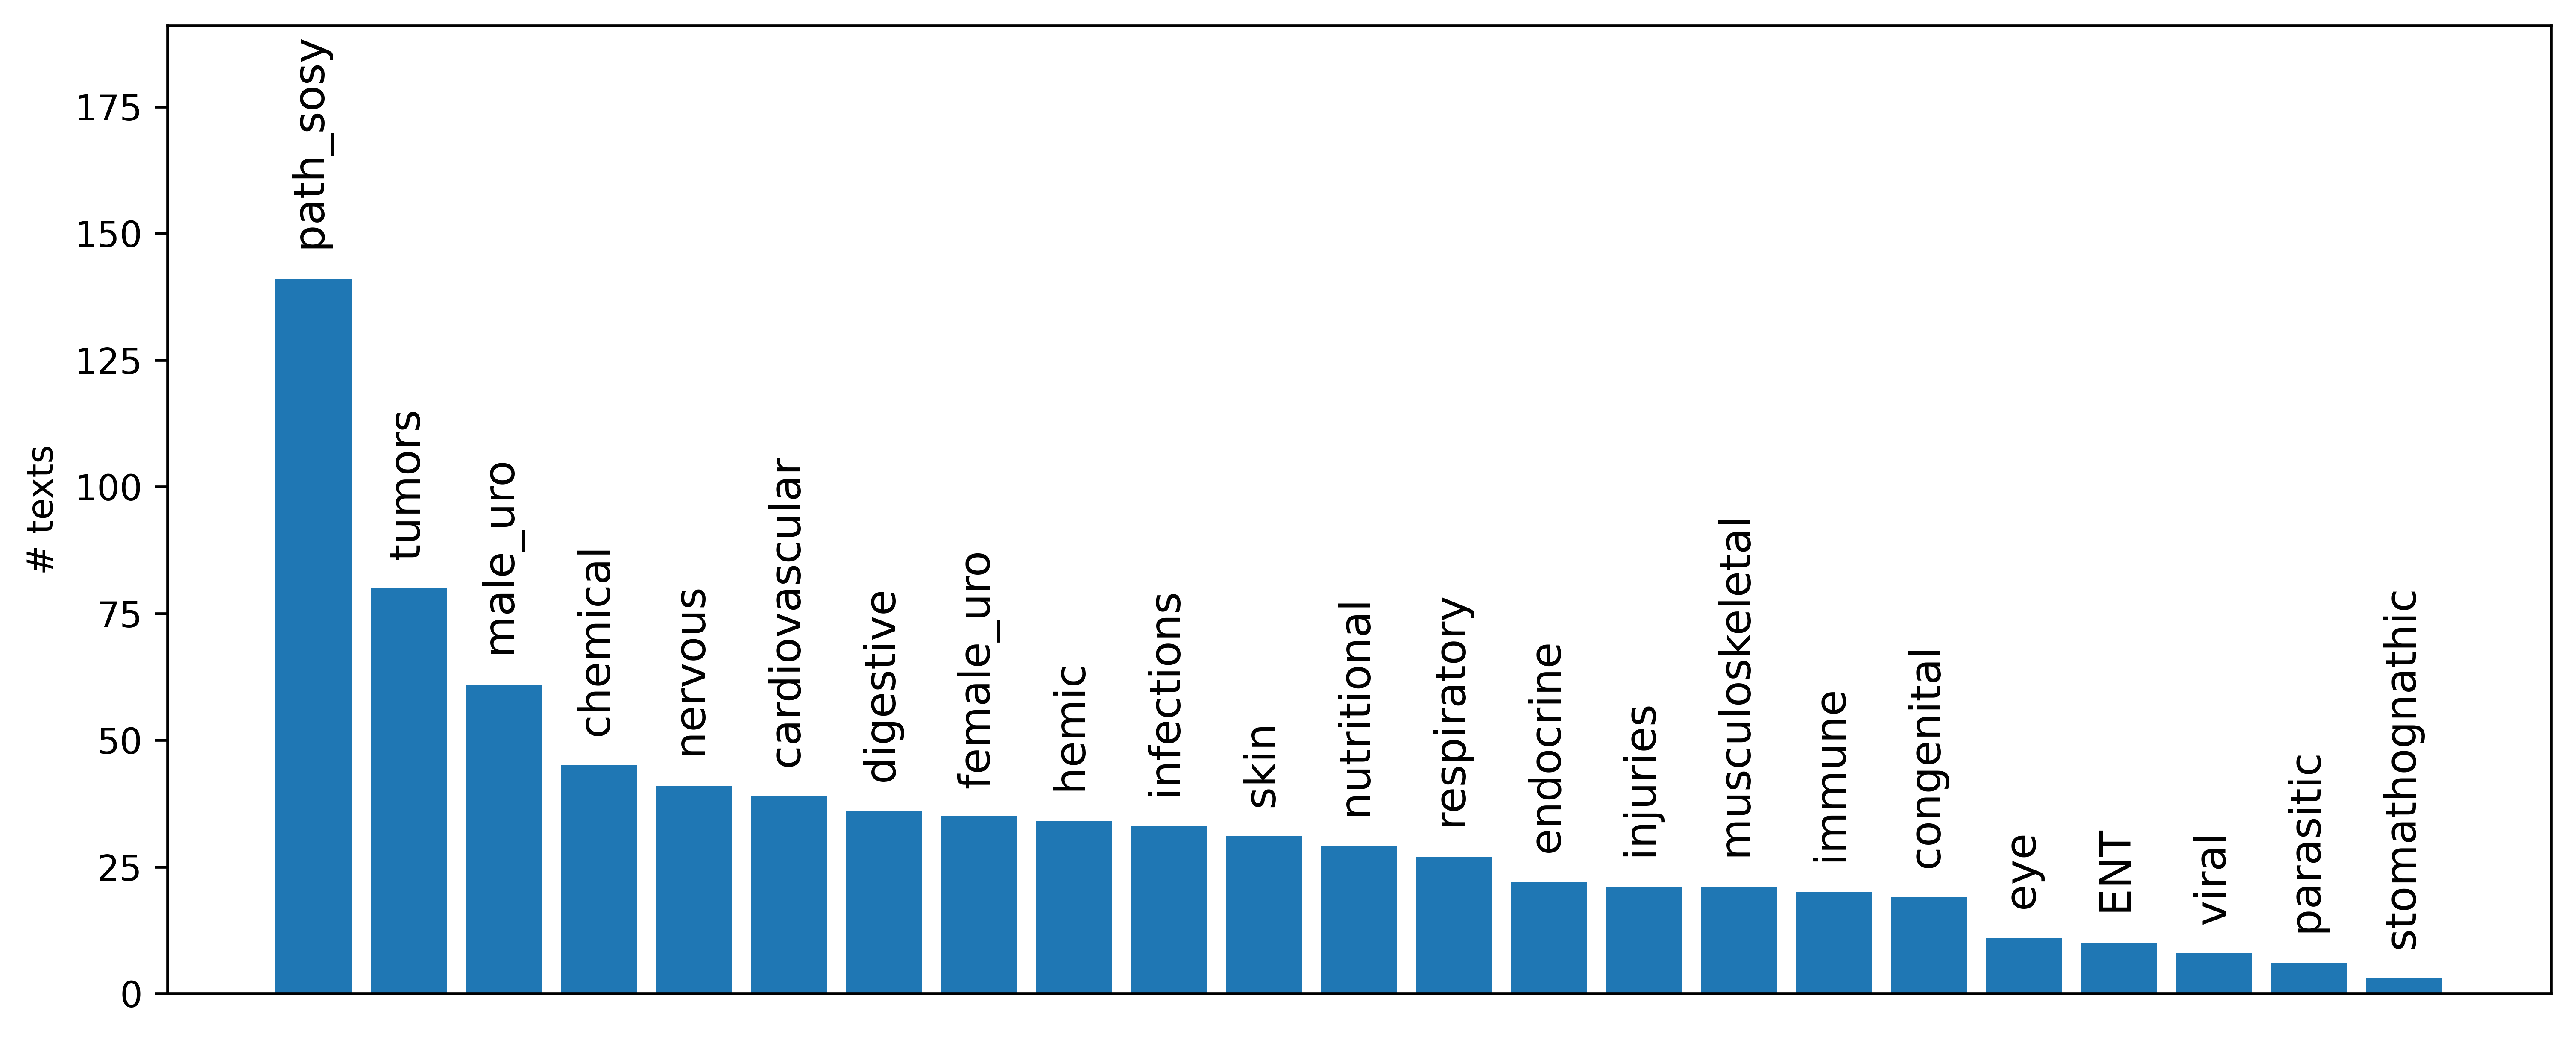 175
150
125
100
75
50
25
0
# texts
path_sosy
tumors
male_uro
chemical
nervous
cardiovascular
digestive
female_uro
hemic
infections
skin
nutritional
respiratory
endocrine
injuries
musculoskeletal
immune
congenital
eye
ENT
viral
parasitic
stomathognathic